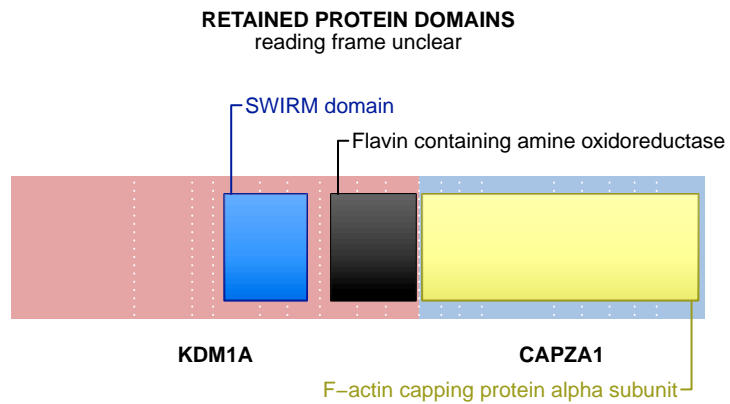 RETAINED PROTEIN DOMAINS
reading frame unclear
SWIRM domain
Flavin containing amine oxidoreductase
KDM1A
CAPZA1
F−actin capping protein alpha subunit